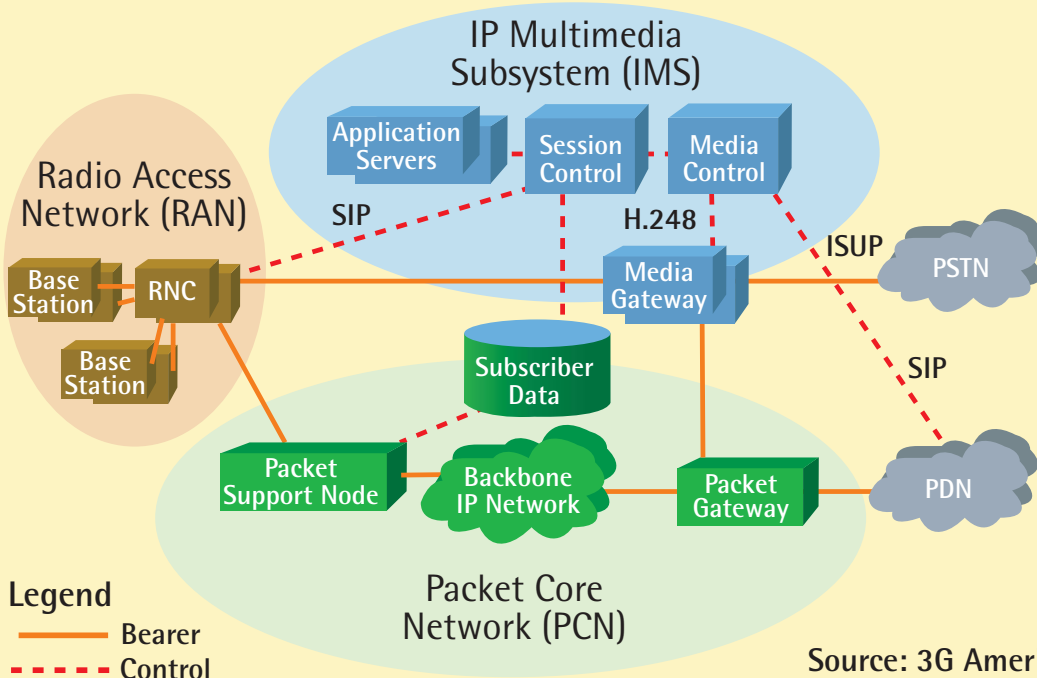 IP Multimedia
Subsystem (IMS)
Application
Servers
Session
Control
Media
Control
Radio Access
Network (RAN)
SIP
H.248
ISUP
Base
Station
RNC
Media
Gateway
PSTN
Base
Station
Subscriber
Data
SIP
Packet
Support Node
Backbone
IP Network
Packet
Gateway
PDN
Packet Core
Network (PCN)
Legend
Bearer
Control
Source: 3G Amer